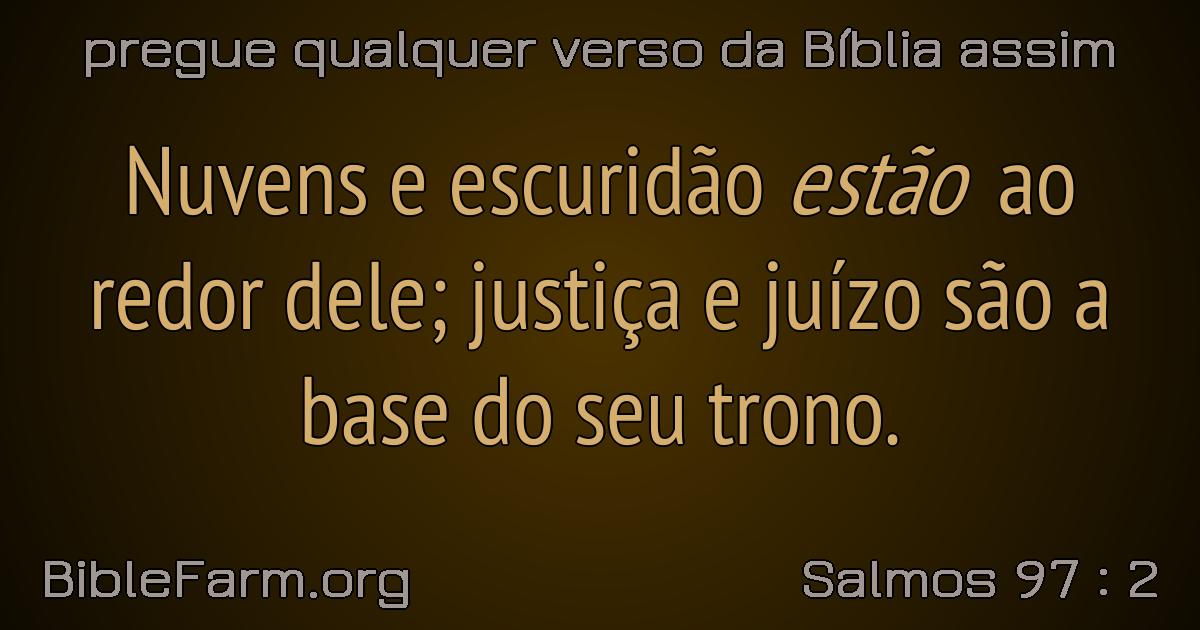 pregue qualquer verso da Bíblia assim
Nuvens e escuridão estão ao
redor dele; justiça e juízo são a
base do seu trono.
BibleFarm.org
Salmos 97 : 2